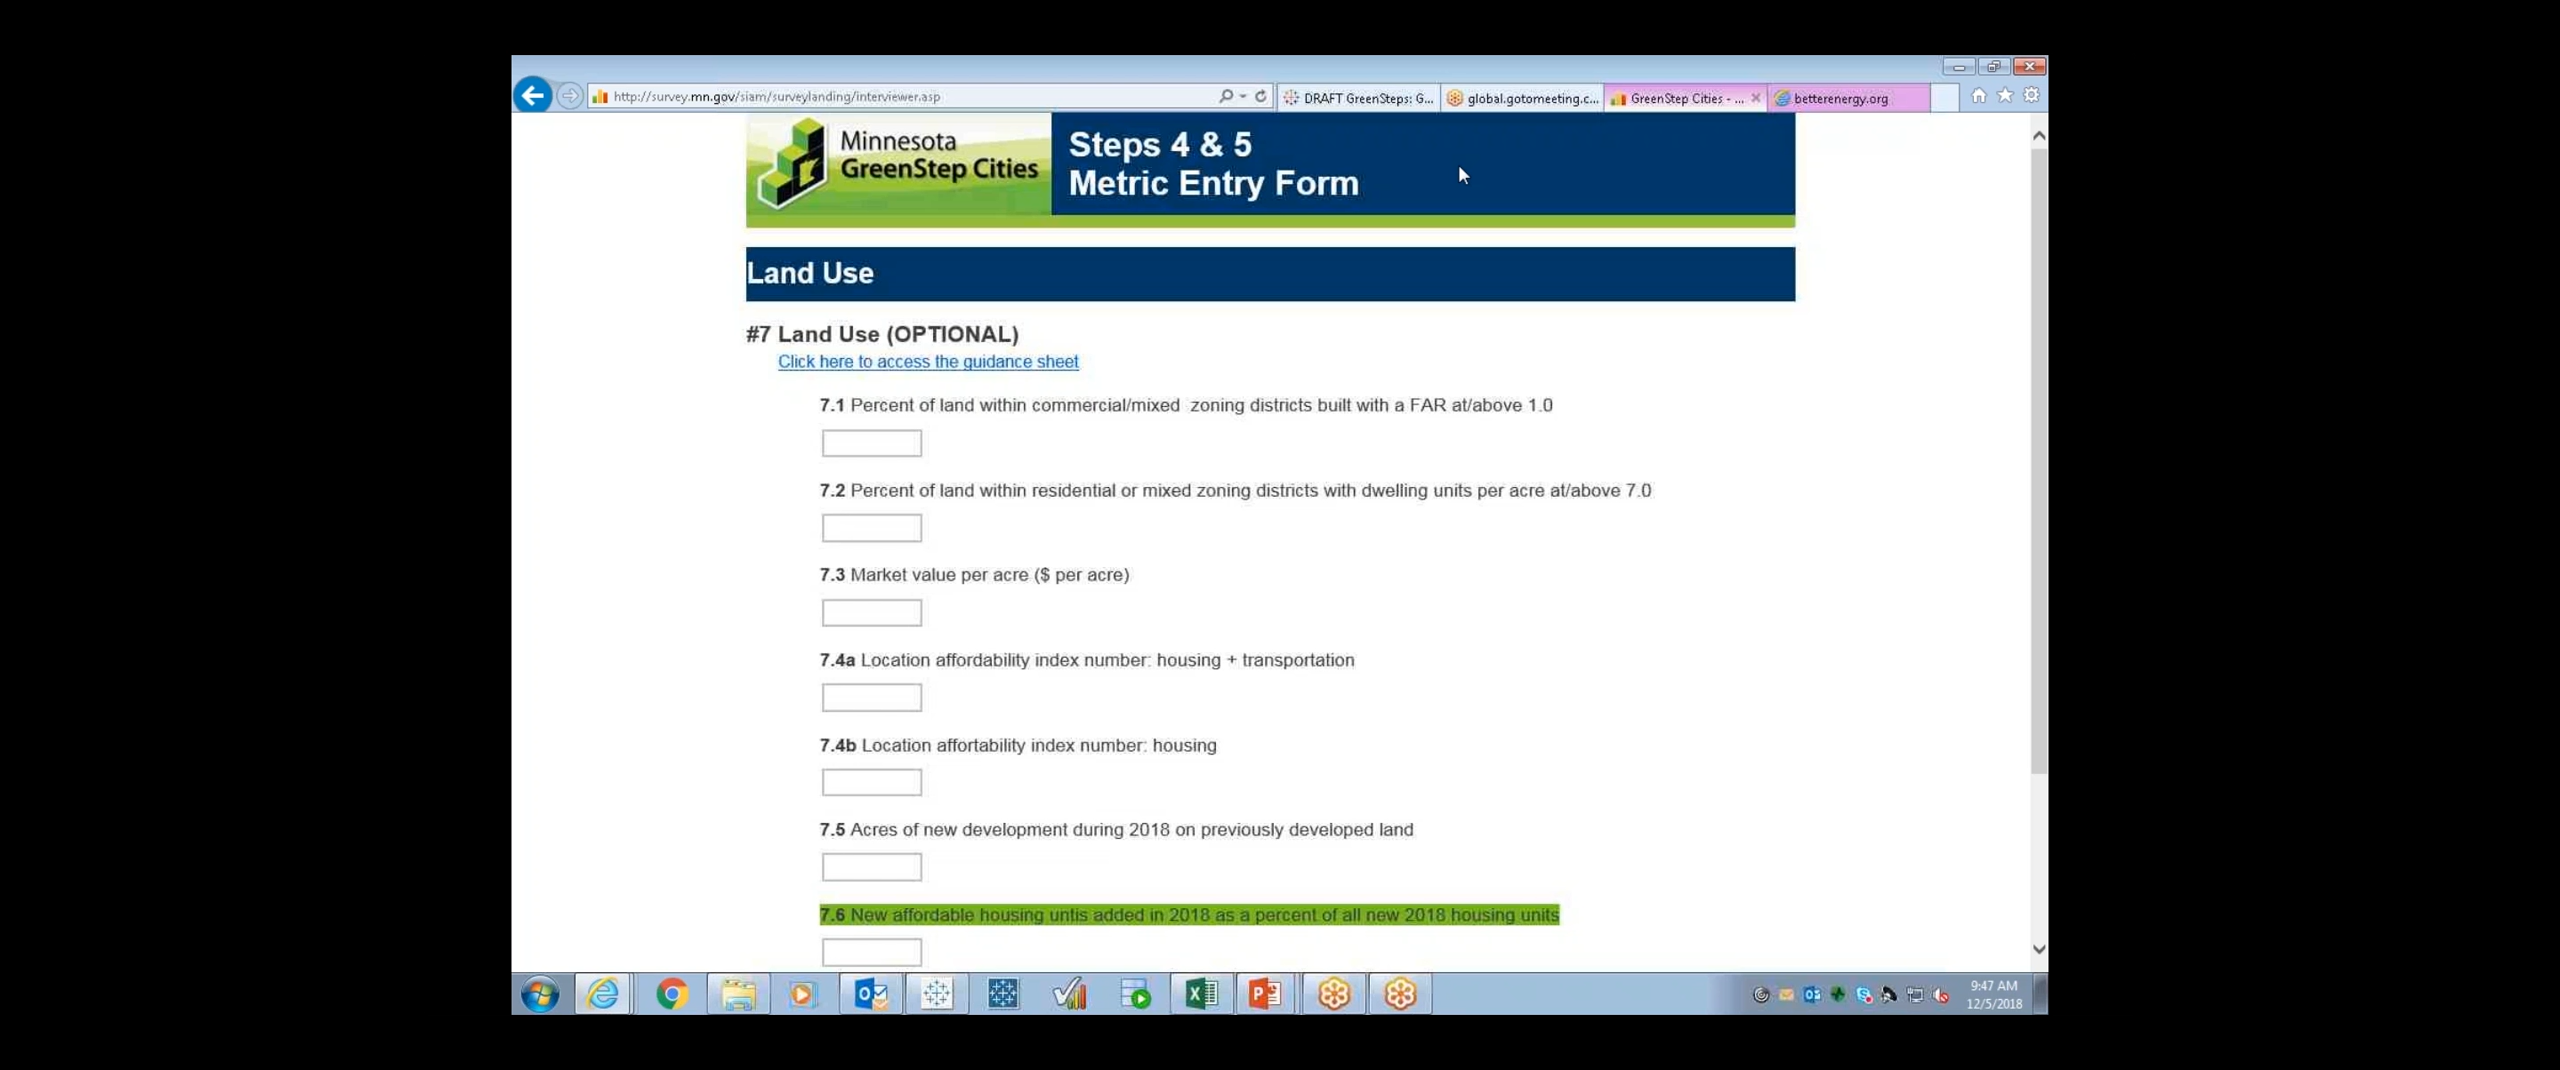 http://survey.mn.gov/siam/surveylanding/interviewer.asp
DRAFT GreenSteps: G...
global.gotomeeting.c...
GreenStep Cities - ...
betterenergy.org
Minnesota
GreenStep Cities
Steps 4 & 5
Metric Entry Form
Land Use
#7 Land Use (OPTIONAL)
Click here to access the guidance sheet
7.1 Percent of land within commercial/mixed zoning districts built with a FAR at/above 1.0
7.2 Percent of land within residential or mixed zoning districts with dwelling units per acre at/above 7.0
7.3 Market value per acre ($ per acre)
7.4a Location affordability index number: housing + transportation
7.4b Location affortability index number: housing
7.5 Acres of new development during 2018 on previously developed land
7.6 New affordable housing untis added in 2018 as a percent of all new 2018 housing units
9:47 AM
12/5/2018